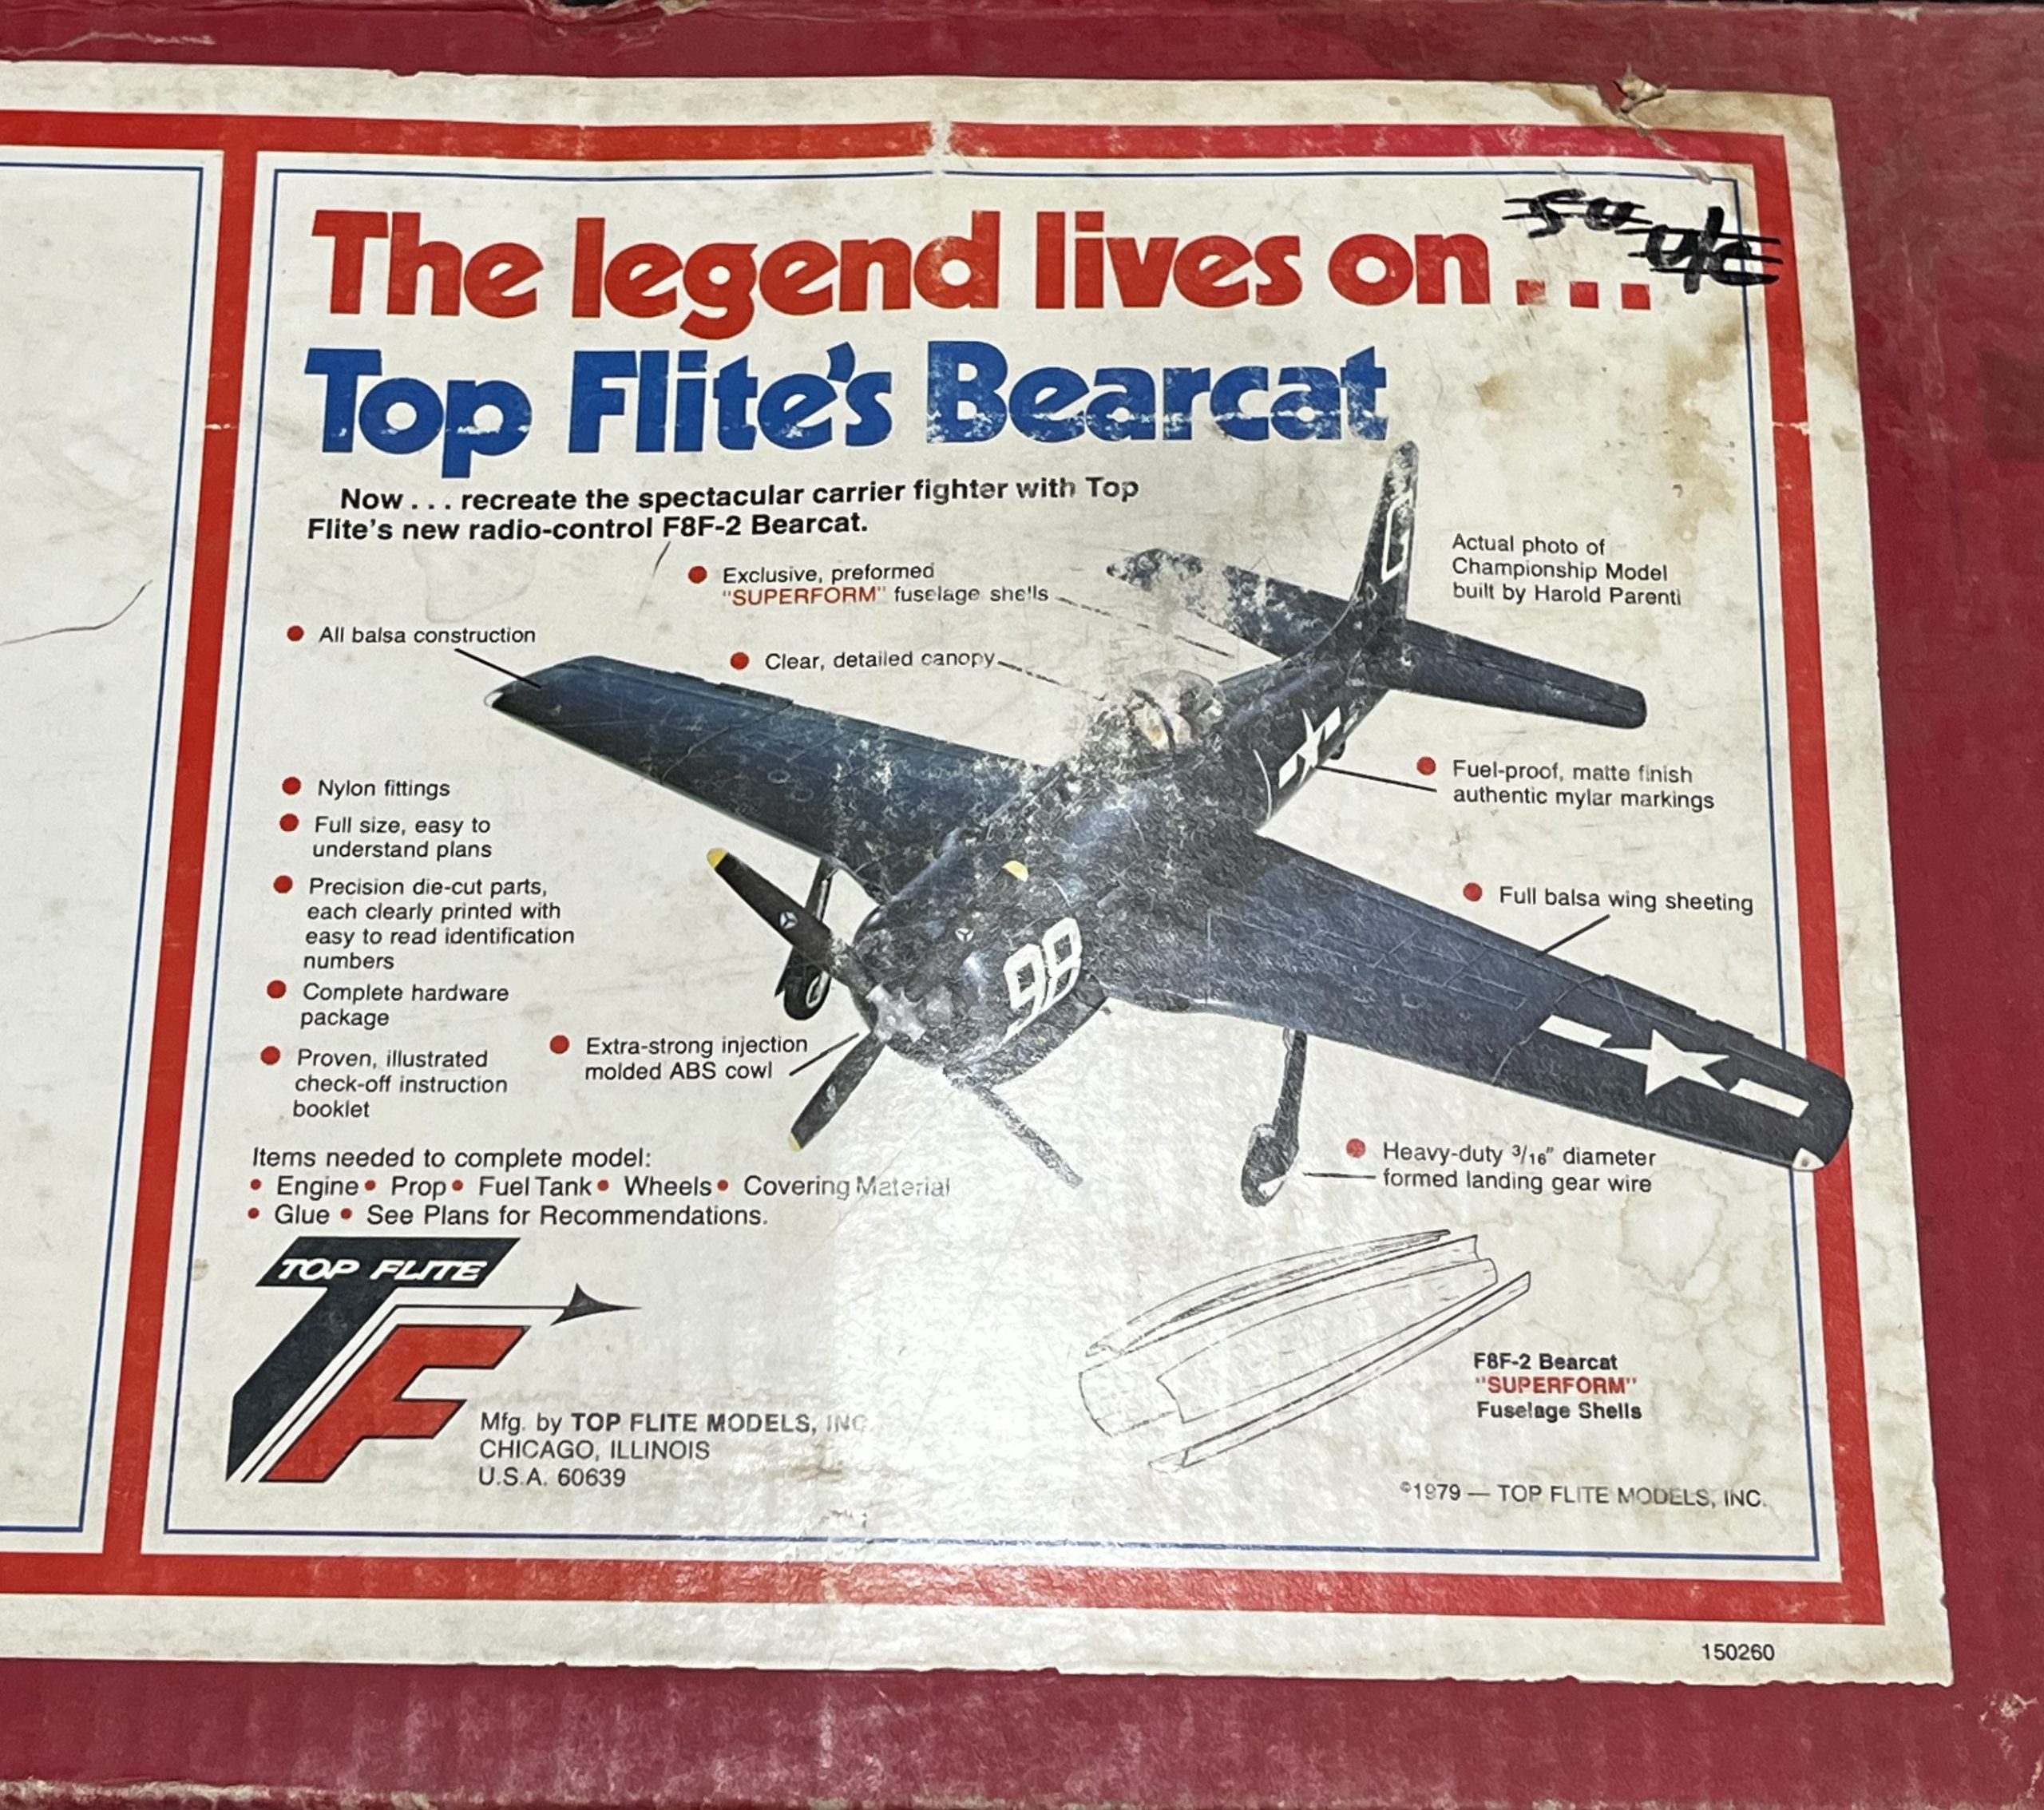 The legend lives on...
Top Flite's Bearcat
Now... recreate the spectacular carrier fighter with Top
Flite's new radio-control F8F-2 Bearcat.
Exclusive, preformed
"SUPERFORM" fuselage shells
Actual photo of
Championship Model
built by Harold Parenti
● All balsa construction
● Clear, detailed canopy
● Nylon fittings
● Full size, easy to
understand plans
● Precision die-cut parts,
each clearly printed with
easy to read identification
numbers
● Complete hardware
package
● Proven, illustrated
check-off instruction
booklet
● Extra-strong injection
molded ABS cowl
● Fuel-proof, matte finish
authentic mylar markings
● Full balsa wing sheeting
98
● Heavy-duty 3/16" diameter
formed landing gear wire
Items needed to complete model:
• Engine • Prop • Fuel Tank • Wheels • Covering Material
• Glue • See Plans for Recommendations.
TOP FLITE
TF
Mfg. by TOP FLITE MODELS, INC.
CHICAGO, ILLINOIS
U.S.A. 60639
F8F-2 Bearcat
"SUPERFORM"
Fuselage Shells
©1979 — TOP FLITE MODELS, INC.
150260